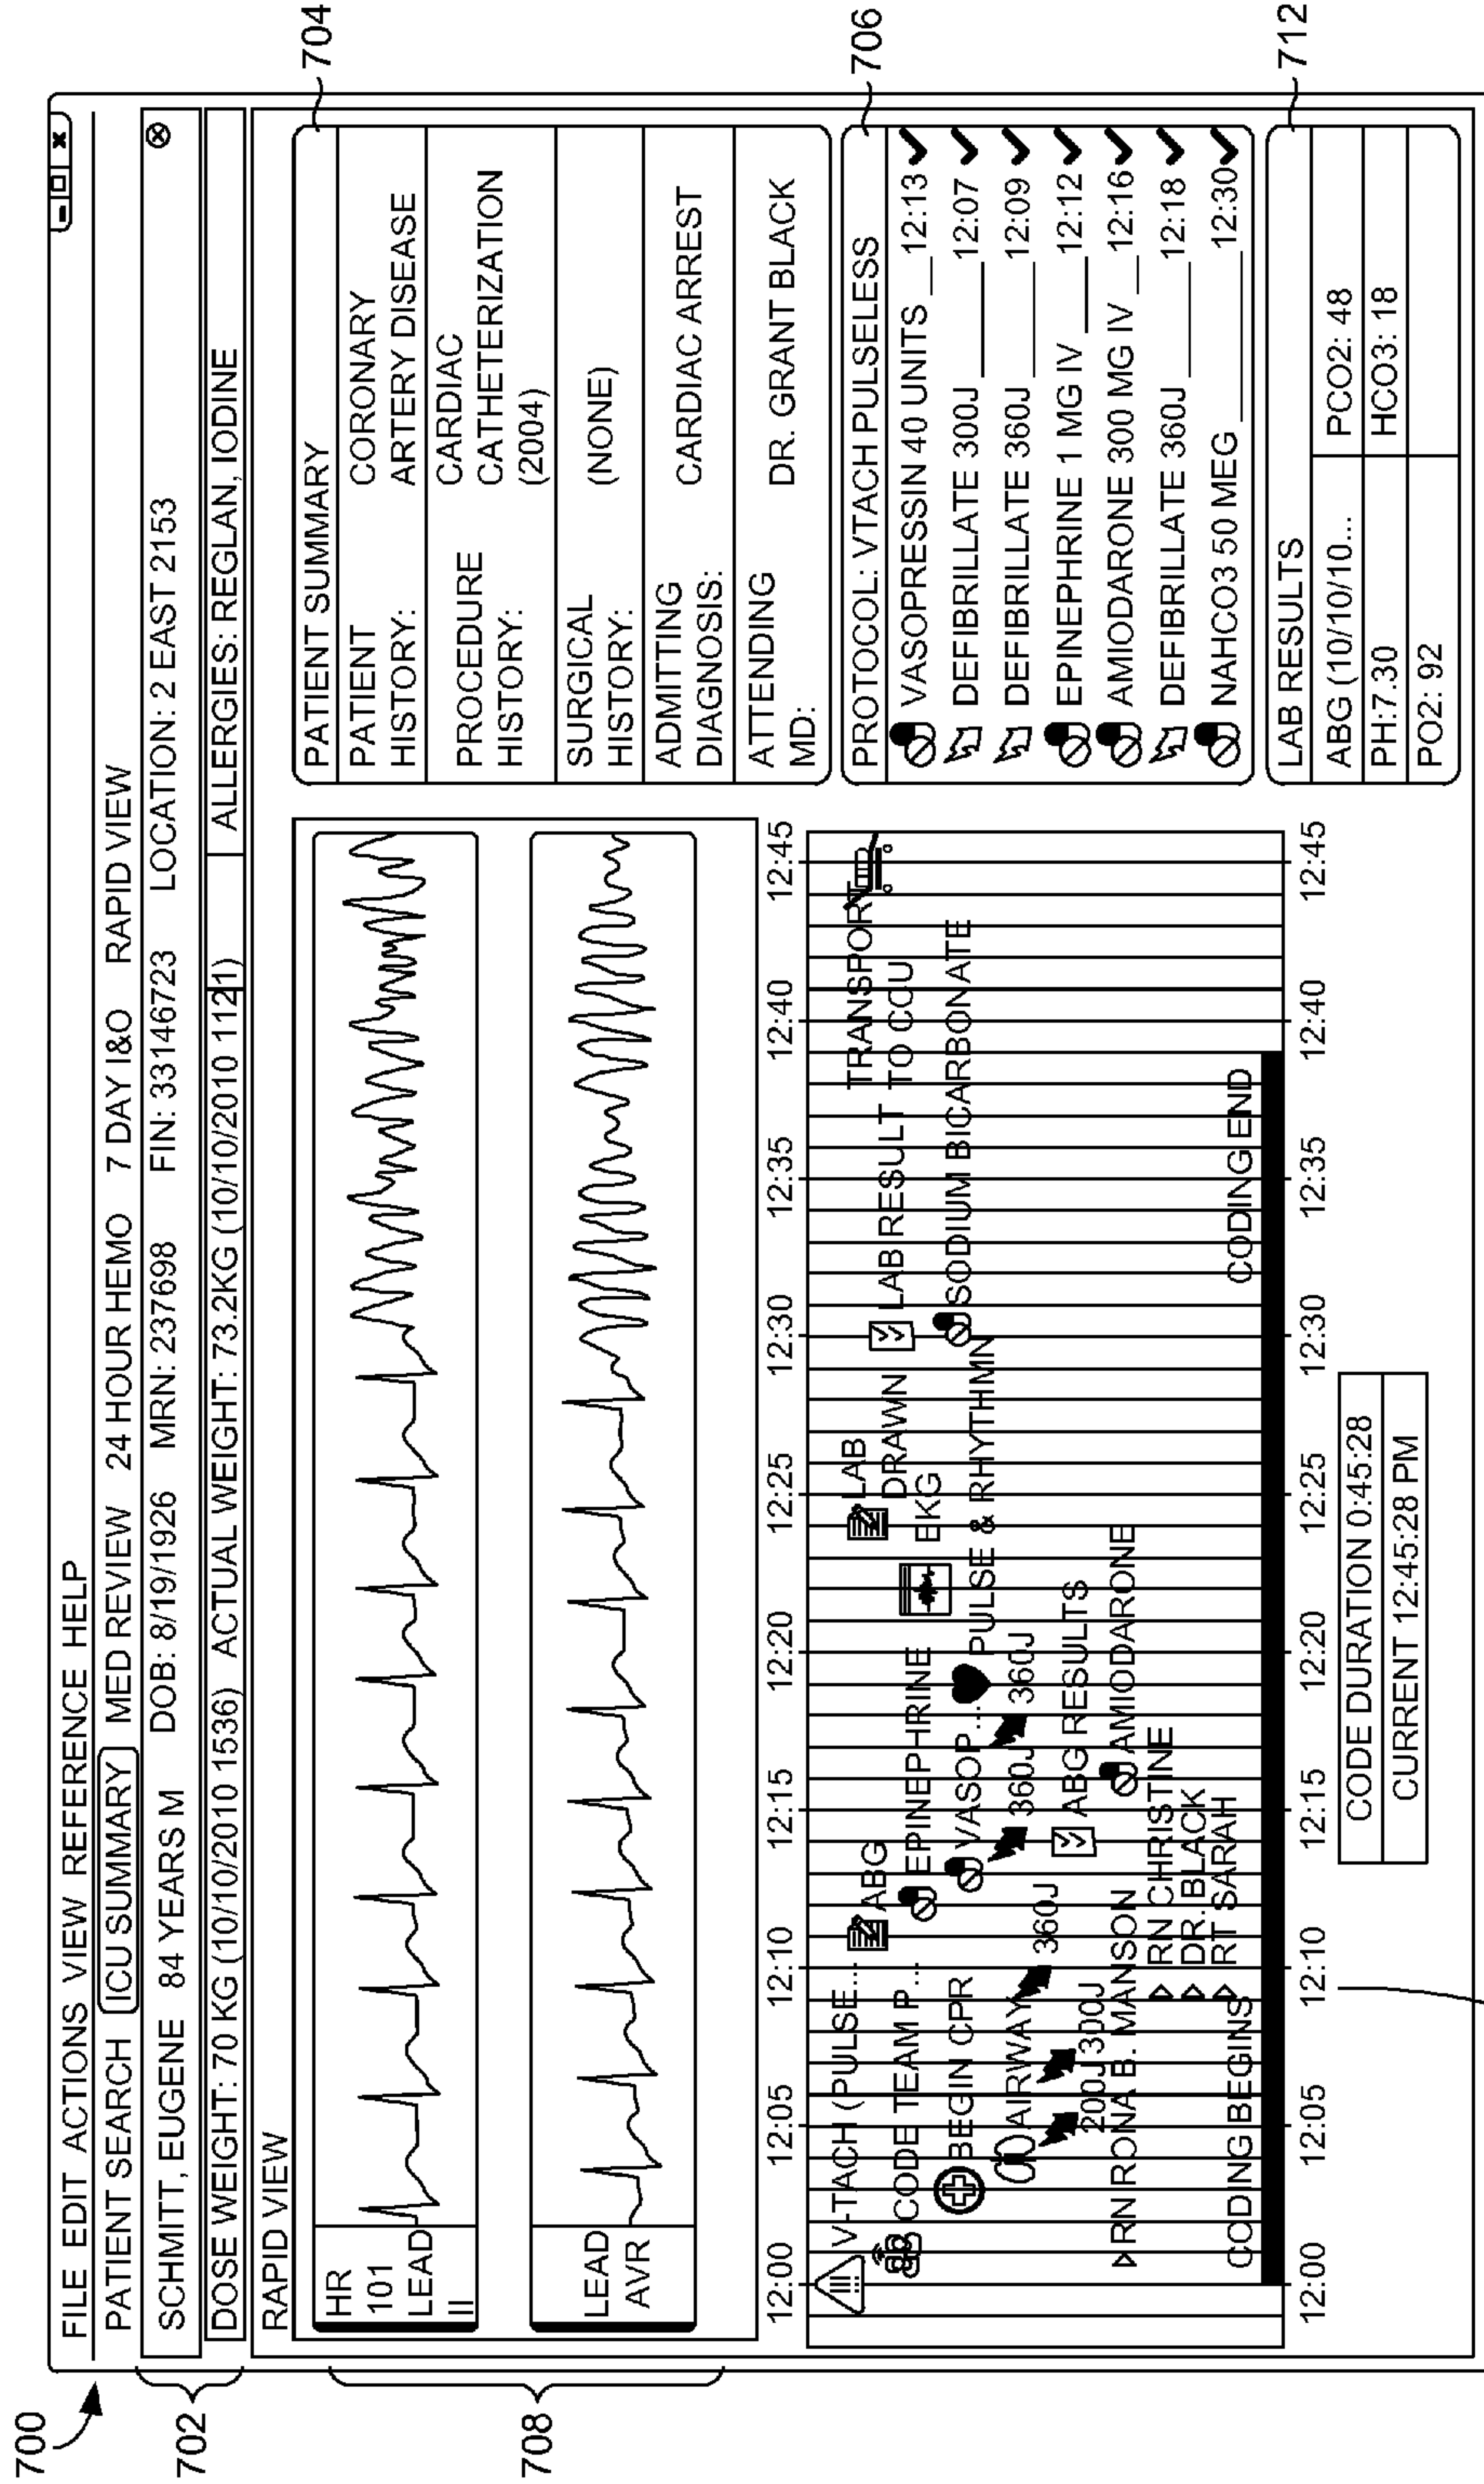 700
FILE EDIT ACTIONS VIEW REFERENCE HELP
PATIENT SEARCH ICU SUMMARY MED REVIEW 24 HOUR HEMO 7 DAY I&O RAPID VIEW
702
SCHMITT, EUGENE 84 YEARS M DOB: 8/19/1926 MRN: 237698 FIN: 33146723 LOCATION: 2 EAST 2153
DOSE WEIGHT: 70 KG (10/10/2010 1536) ACTUAL WEIGHT: 73.2KG (10/10/2010 1121) ALLERGIES: REGLAN, IODINE
RAPID VIEW
708
HR
101
LEAD
II
LEAD
AVR
704
PATIENT SUMMARY
PATIENT HISTORY: CORONARY ARTERY DISEASE
PROCEDURE HISTORY: CARDIAC CATHETERIZATION (2004)
SURGICAL HISTORY: (NONE)
ADMITTING DIAGNOSIS: CARDIAC ARREST
ATTENDING MD: DR. GRANT BLACK
706
PROTOCOL: VTACH PULSELESS
VASOPRESSIN 40 UNITS __12:13
DEFIBRILLATE 300J ______12:07
DEFIBRILLATE 360J ______12:09
EPINEPHRINE 1 MG IV ____12:12
AMIODARONE 300 MG IV __12:16
DEFIBRILLATE 360J ______12:18
NAHCO3 50 MEG ________12:30
712
LAB RESULTS
ABG (10/10/10... PCO2: 48
PH:7.30 HCO3: 18
PO2: 92
12:00 12:05 12:10 12:15 12:20 12:25 12:30 12:35 12:40 12:45
V-TACH (PULSE... ABG LAB DRAWN TRANSPORT TO CCU
CODE TEAM P... EPINEPHRINE EKG LAB RESULT
BEGIN CPR VASOP... PULSE & RHYTHMN SODIUM BICARBONATE
AIRWAY 360J 360J 360J
200J 300J ABG RESULTS
RN RONA B. MANSON AMIODARONE
RN CHRISTINE
DR. BLACK
RT SARAH
CODING BEGINS CODING END
12:00 12:05 12:10 12:15 12:20 12:25 12:30 12:35 12:40 12:45
CODE DURATION 0:45:28
CURRENT 12:45:28 PM